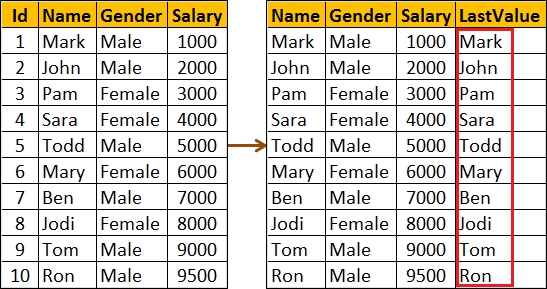 Id Name Gender Salary Name Gender Salary LastValue
1 Mark Male 1000 Mark Male 1000 Mark
2 John Male 2000 John Male 2000 John
3 Pam Female 3000 Pam Female 3000 Pam
4 Sara Female 4000 Sara Female 4000 Sara
5 Todd Male 5000 Todd Male 5000 Todd
6 Mary Female 6000 Mary Female 6000 Mary
7 Ben Male 7000 Ben Male 7000 Ben
8 Jodi Female 8000 Jodi Female 8000 Jodi
9 Tom Male 9000 Tom Male 9000 Tom
10 Ron Male 9500 Ron Male 9500 Ron